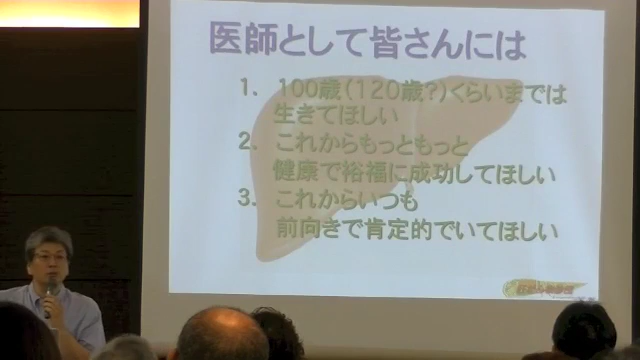 医師として皆さんには
1. 100歳(120歳?)くらいまでは
生きてほしい
2. これからもっともっと
健康で裕福に成功してほしい
3. これからいつも
前向きで肯定的でいてほしい